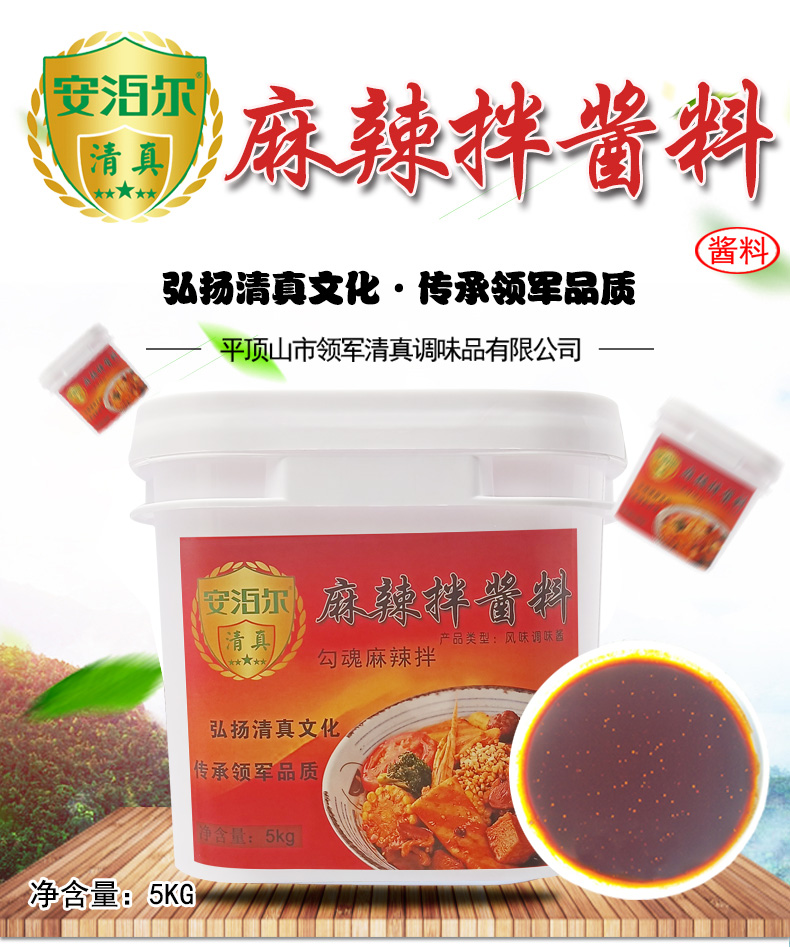 安泊尔®
清真
麻辣拌酱料
酱料
弘扬清真文化·传承领军品质
平顶山市领军清真调味品有限公司
安泊尔
清真
麻辣拌酱料
产品类型：风味调味酱
勾魂麻辣拌
弘扬清真文化
传承领军品质
净含量：5kg
净含量：5KG